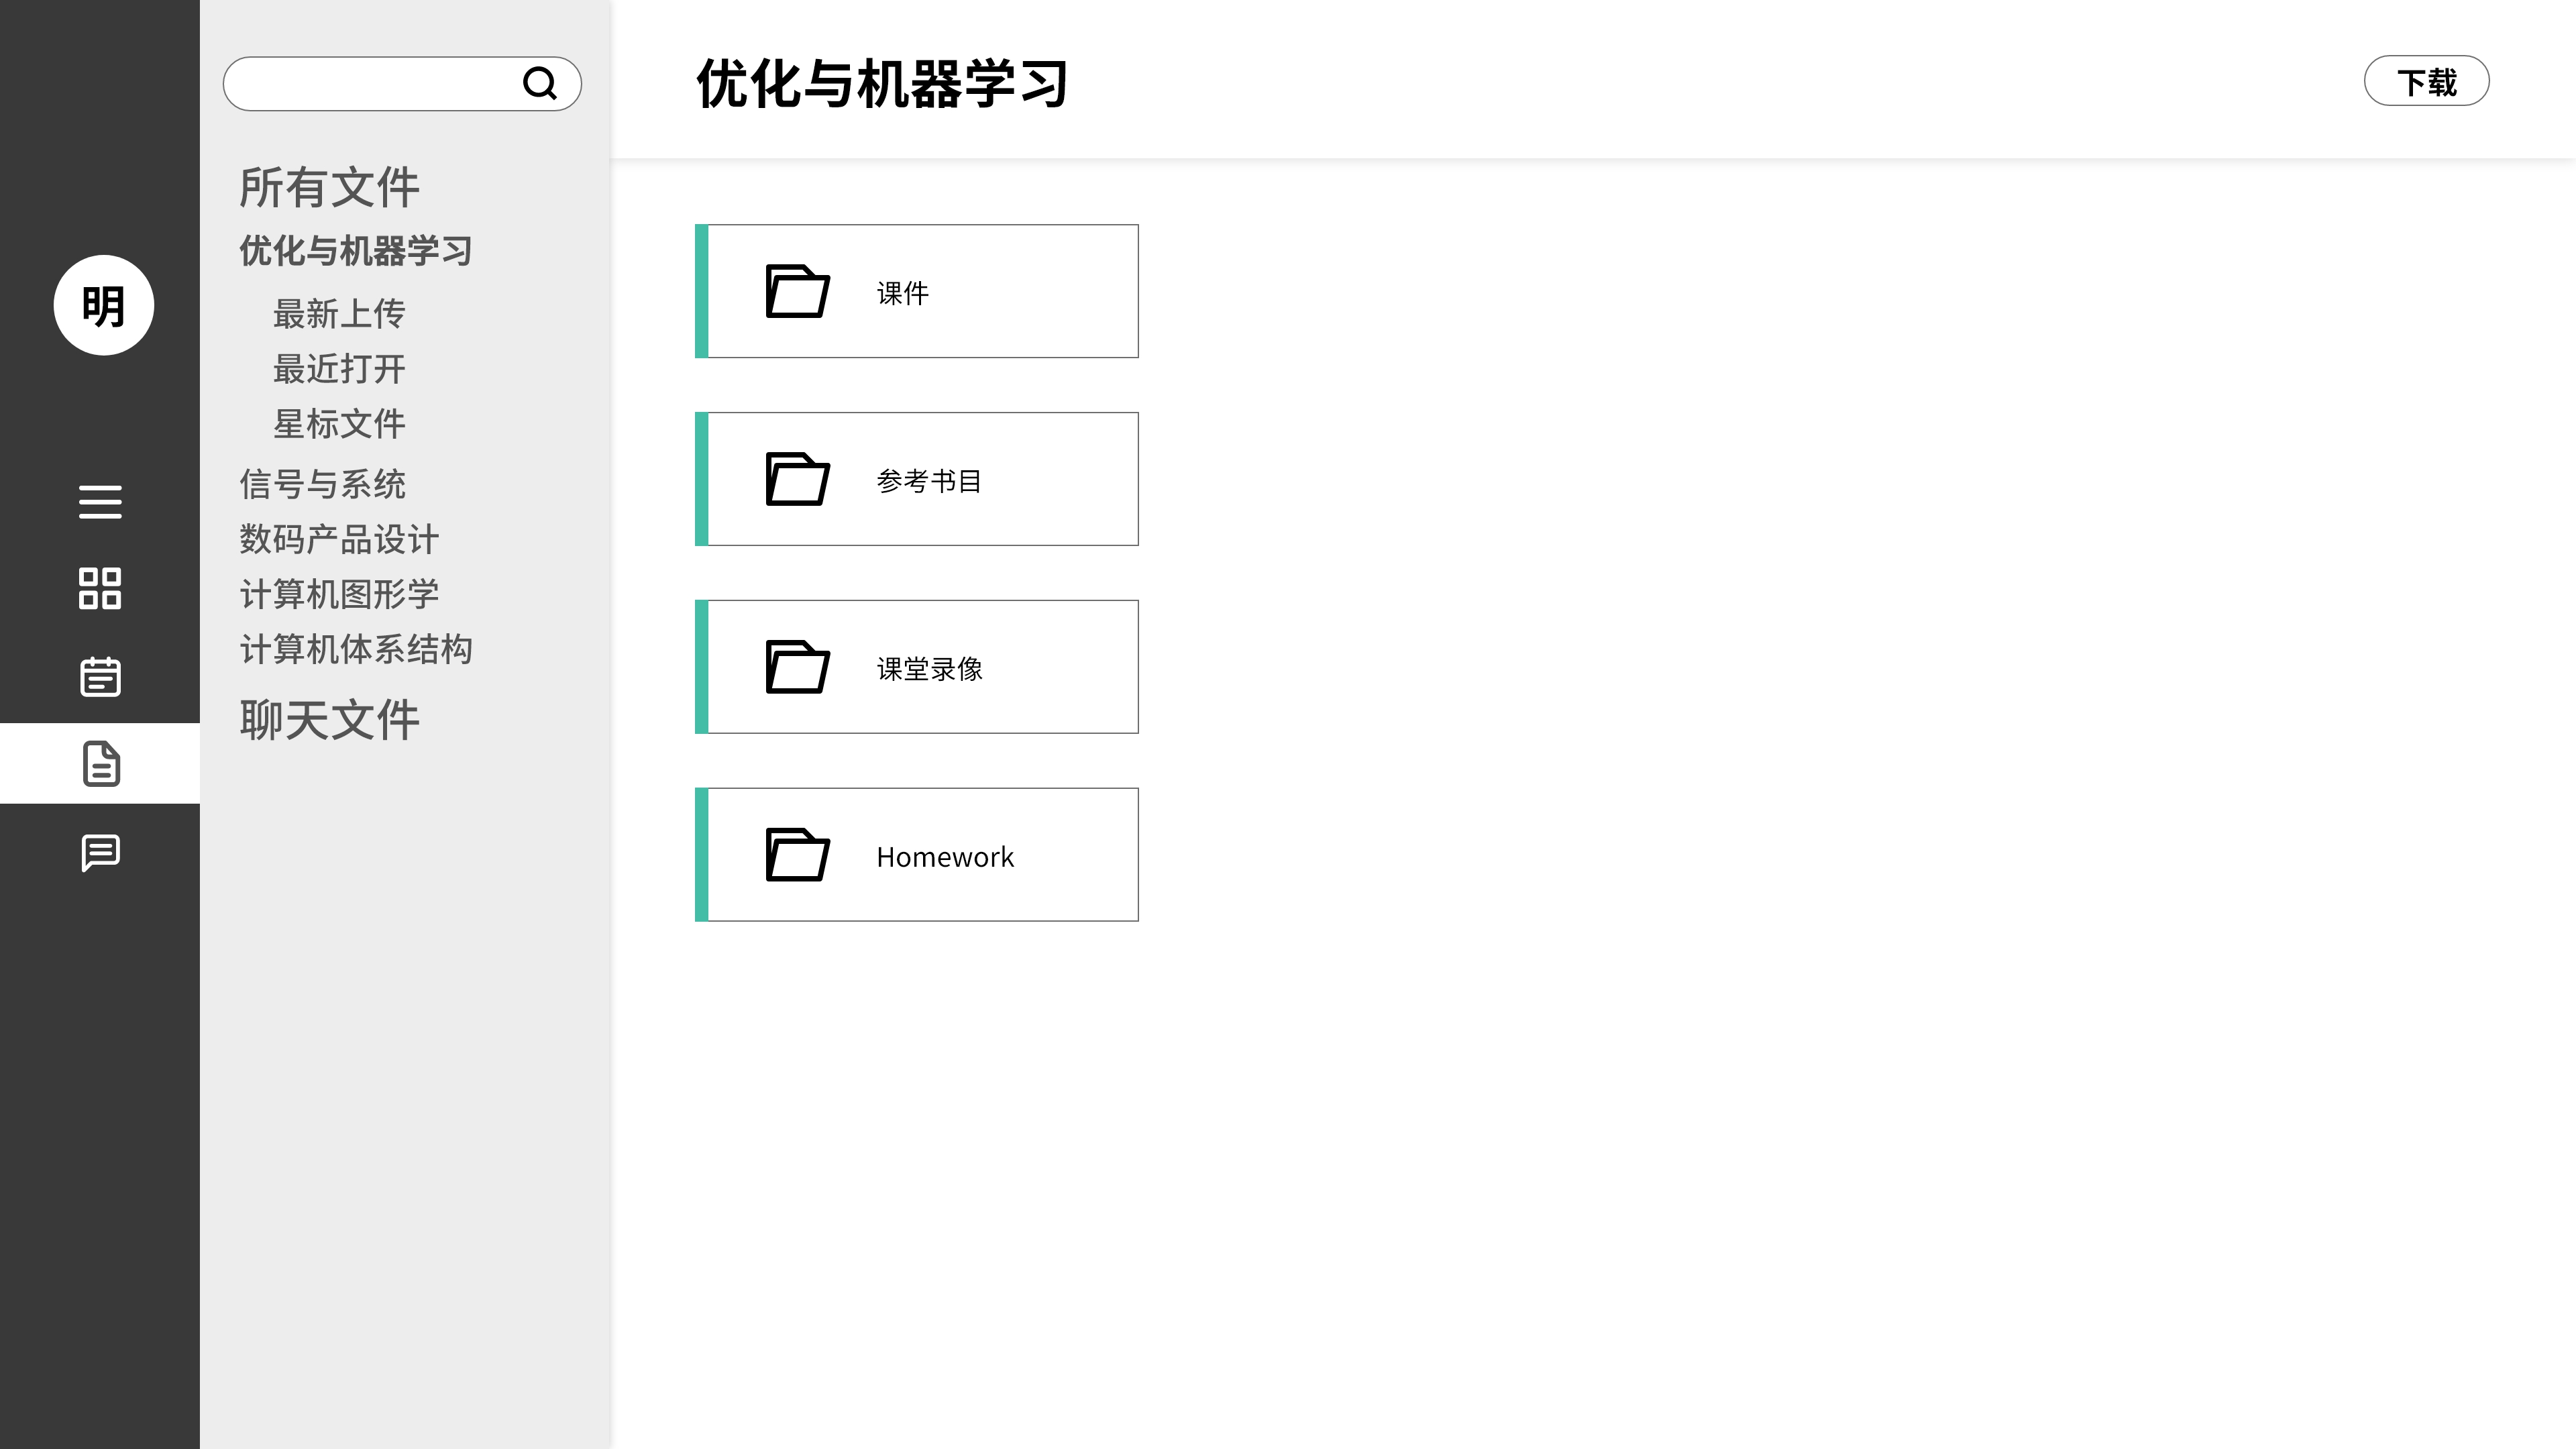 明
所有文件
优化与机器学习
最新上传
最近打开
星标文件
信号与系统
数码产品设计
计算机图形学
计算机体系结构
聊天文件
优化与机器学习
下载
课件
参考书目
课堂录像
Homework